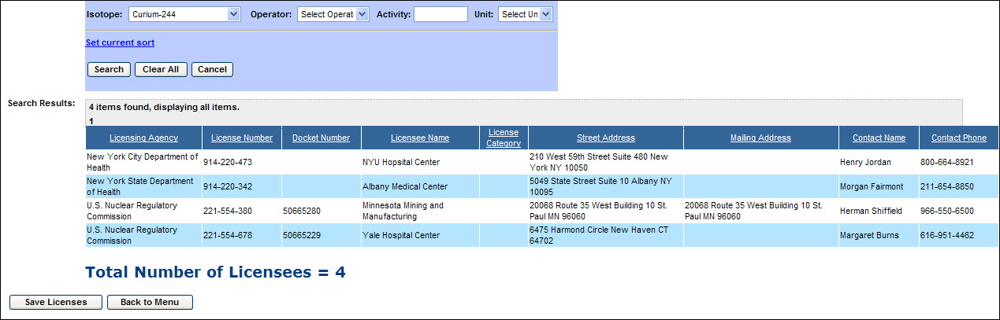 Isotope: Curium-244 Operator: Select Operat Activity: Unit: Select Un
Set current sort
Search Clear All Cancel
Search Results:
4 items found, displaying all items.
1
Licensing Agency License Number Docket Number Licensee Name License Category Street Address Mailing Address Contact Name Contact Phone
New York City Department of Health 914-220-473 NYU Hopsital Center 210 West 59th Street Suite 480 New York NY 10050 Henry Jordan 800-664-8921
New York State Department of Health 914-220-342 Albany Medical Center 5049 State Street Suite 10 Albany NY 10095 Morgan Fairmont 211-654-8850
U.S. Nuclear Regulatory Commission 221-554-380 50665280 Minnesota Mining and Manufacturing 20068 Route 35 West Building 10 St. Paul MN 96060 20068 Route 35 West Building 10 St. Paul MN 96060 Herman Shiffield 966-550-6500
U.S. Nuclear Regulatory Commission 221-554-678 50665229 Yale Hospital Center 6475 Harmond Circle New Haven CT 64702 Margaret Burns 616-951-4462
Total Number of Licensees = 4
Save Licenses Back to Menu